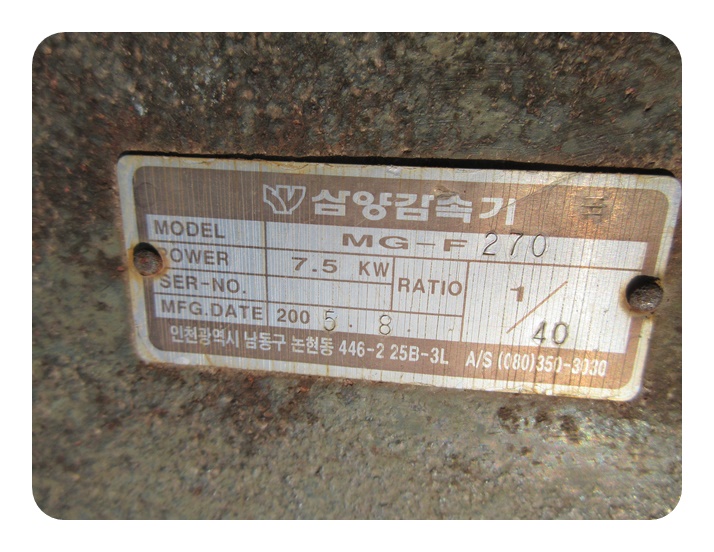 삼양감속기
MODEL MG-F 270
POWER 7.5 KW RATIO 1/40
SER-NO.
MFG.DATE 2005. 8.
인천광역시 남동구 논현동 446-2 25B-3L A/S (080)350-3030